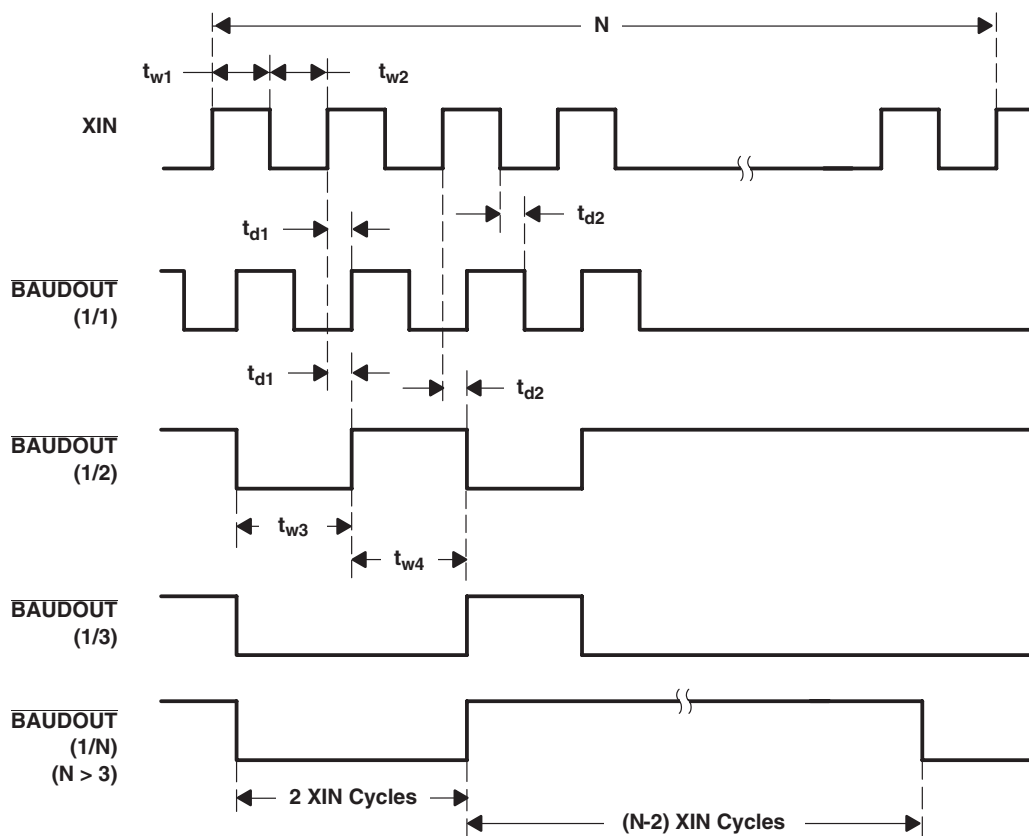 N
tw1
tw2
XIN
td1
td2
BAUDOUT
(1/1)
td1
td2
BAUDOUT
(1/2)
tw3
tw4
BAUDOUT
(1/3)
BAUDOUT
(1/N)
(N > 3)
2 XIN Cycles
(N-2) XIN Cycles